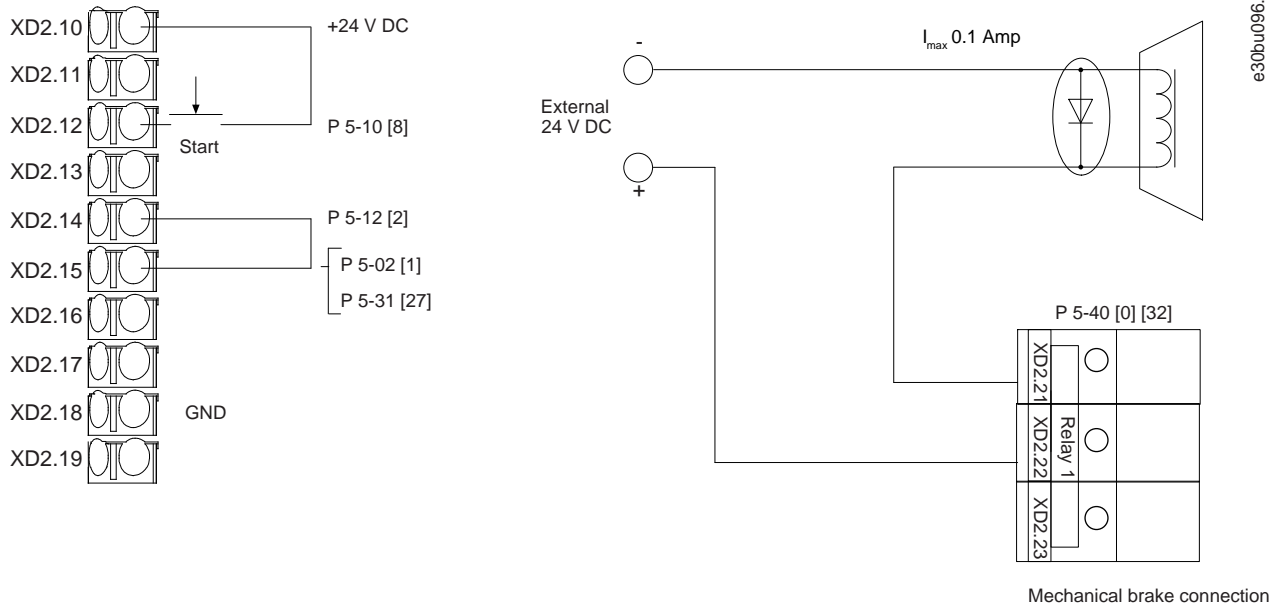 XD2.10
+24 V DC
XD2.11
XD2.12
Start
P 5-10 [8]
XD2.13
XD2.14
P 5-12 [2]
XD2.15
P 5-02 [1]
P 5-31 [27]
XD2.16
XD2.17
XD2.18
GND
XD2.19
-
Imax 0.1 Amp
External
24 V DC
+
P 5-40 [0] [32]
XD2.21
XD2.22
XD2.23
Relay 1
Mechanical brake connection
e30bu096.